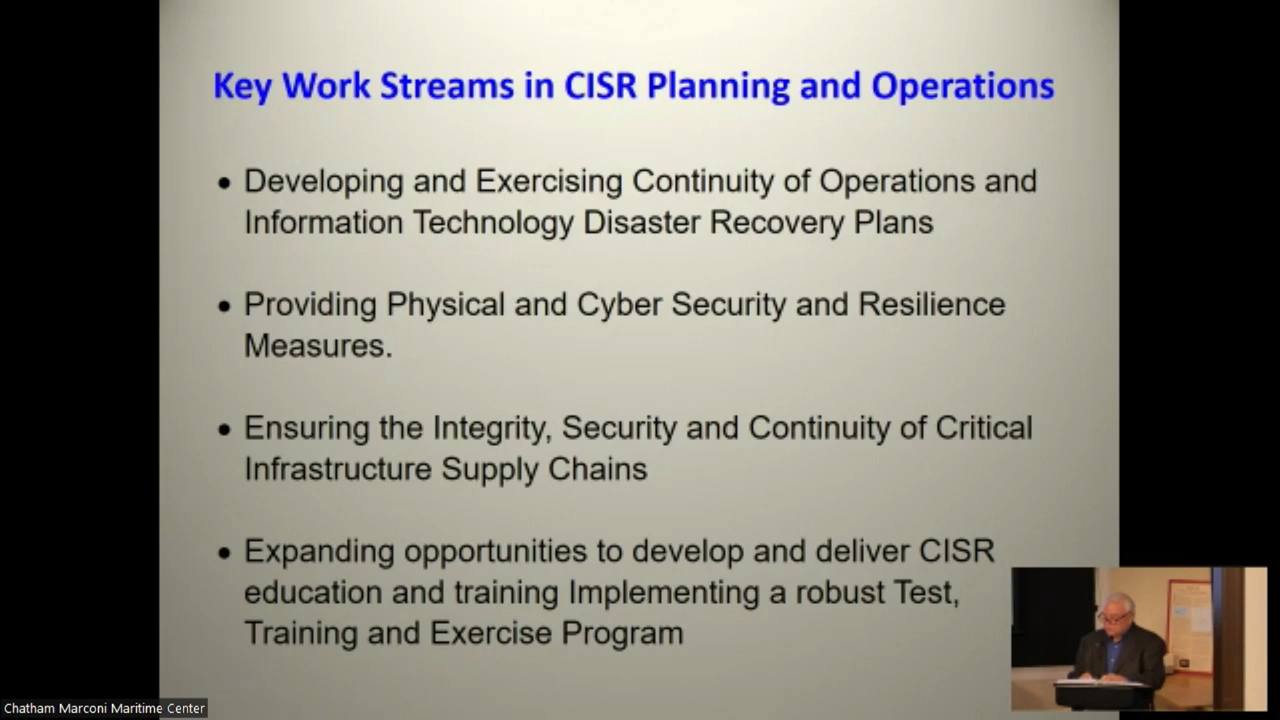 Key Work Streams in CISR Planning and Operations
• Developing and Exercising Continuity of Operations and
Information Technology Disaster Recovery Plans
• Providing Physical and Cyber Security and Resilience
Measures.
• Ensuring the Integrity, Security and Continuity of Critical
Infrastructure Supply Chains
• Expanding opportunities to develop and deliver CISR
education and training Implementing a robust Test,
Training and Exercise Program
Chatham Marconi Maritime Center